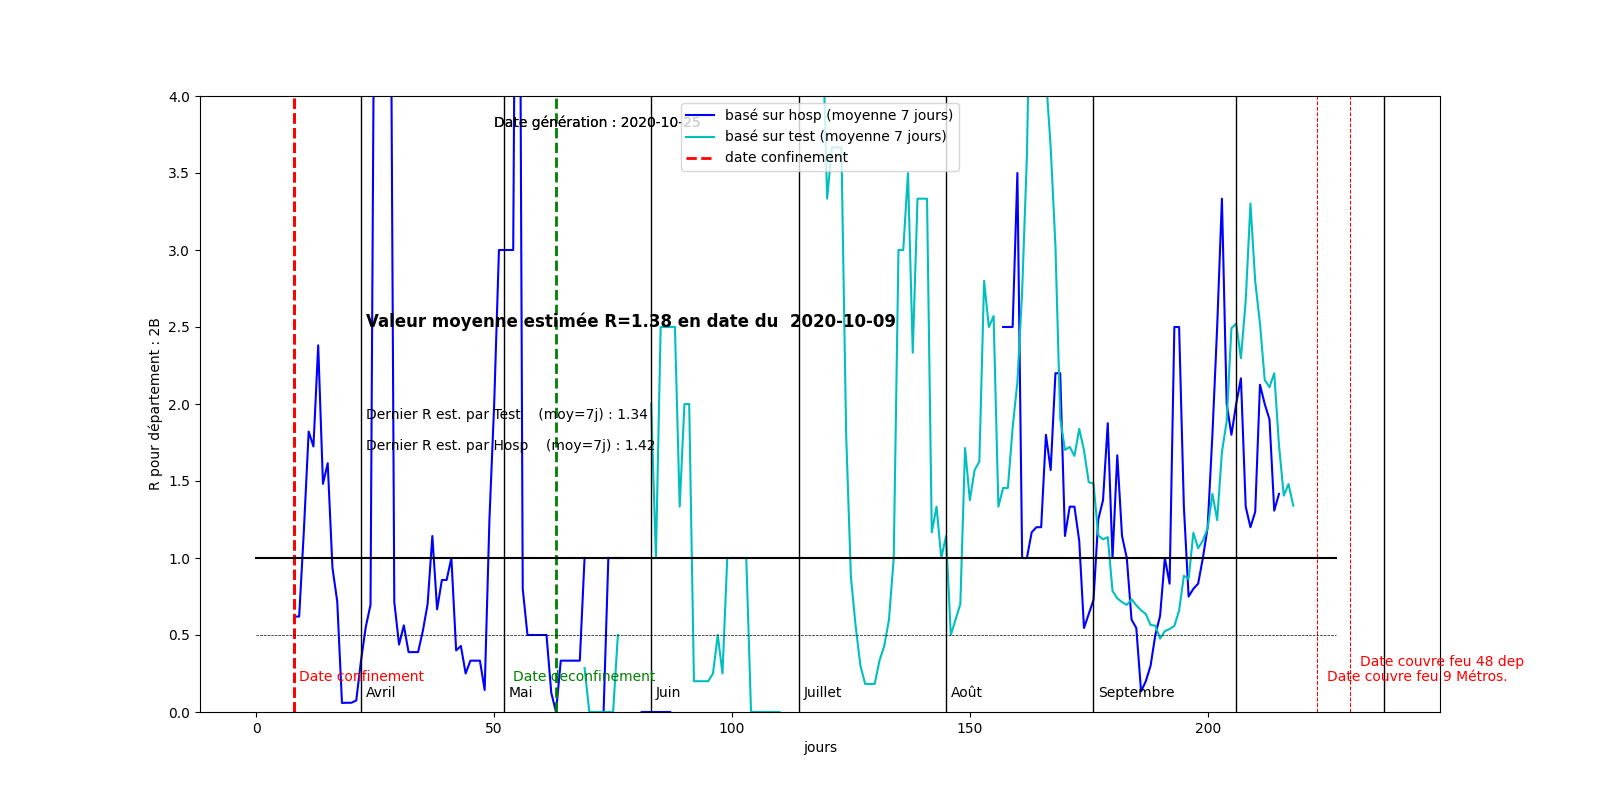 4.0
3.5
3.0
2.5
2.0
1.5
1.0
0.5
0.0
R pour département : 2B
Date génération : 2020-10-25
basé sur hosp (moyenne 7 jours)
basé sur test (moyenne 7 jours)
date confinement
Valeur moyenne estimée R=1.38 en date du 2020-10-09
Dernier R est. par Test (moy=7j) : 1.34
Dernier R est. par Hosp (moy=7j) : 1.42
Date couvre feu 48 dep
Date confinement
Date deconfinement
Date couvre feu 9 Métros.
Avril
Mai
Juin
Juillet
Août
Septembre
0
50
100
150
200
jours